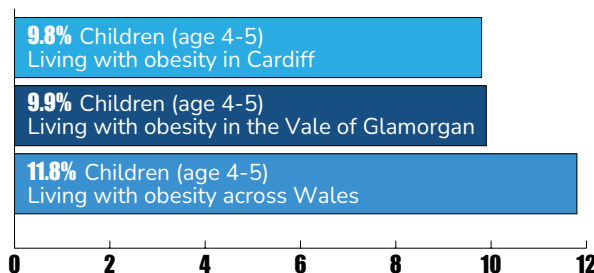 9.8% Children (age 4-5)
Living with obesity in Cardiff
9.9% Children (age 4-5)
Living with obesity in the Vale of Glamorgan
11.8% Children (age 4-5)
Living with obesity across Wales
0 2 4 6 8 10 12